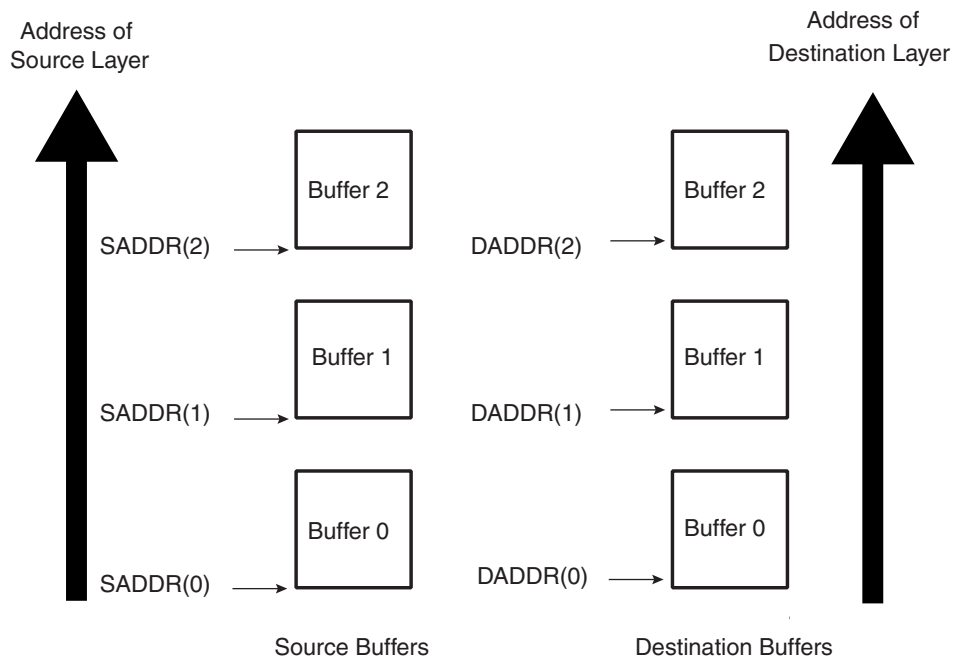 Address of
Source Layer
Address of
Destination Layer
Buffer 2
Buffer 2
SADDR(2)
DADDR(2)
Buffer 1
Buffer 1
SADDR(1)
DADDR(1)
Buffer 0
Buffer 0
SADDR(0)
DADDR(0)
Source Buffers
Destination Buffers